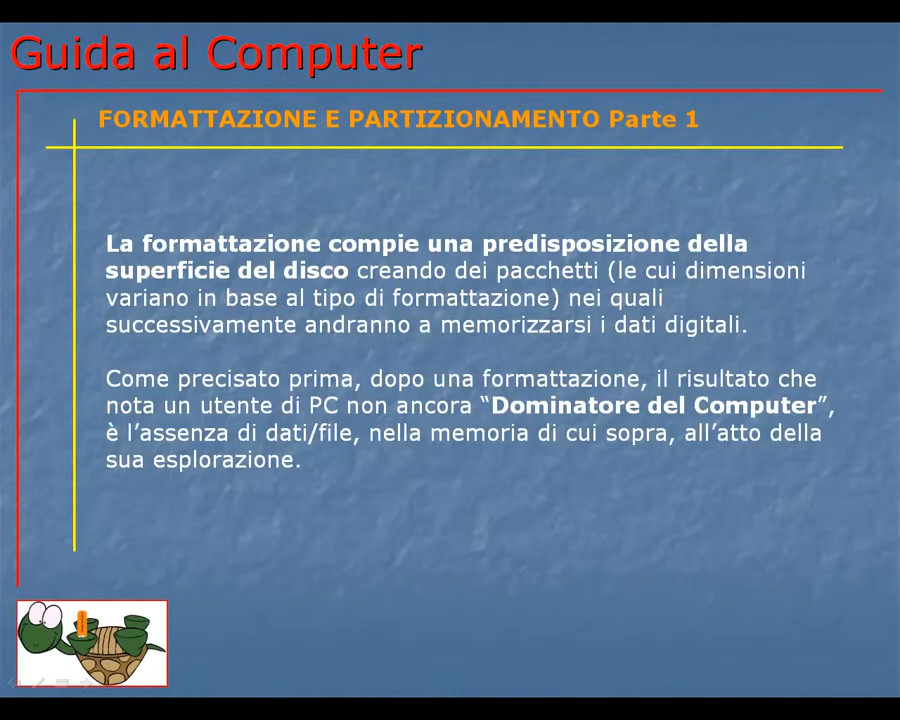 Guida al Computer
FORMATTAZIONE E PARTIZIONAMENTO Parte 1
La formattazione compie una predisposizione della
superficie del disco creando dei pacchetti (le cui dimensioni
variano in base al tipo di formattazione) nei quali
successivamente andranno a memorizzarsi i dati digitali.
Come precisato prima, dopo una formattazione, il risultato che
nota un utente di PC non ancora “Dominatore del Computer”,
è l’assenza di dati/file, nella memoria di cui sopra, all’atto della
sua esplorazione.